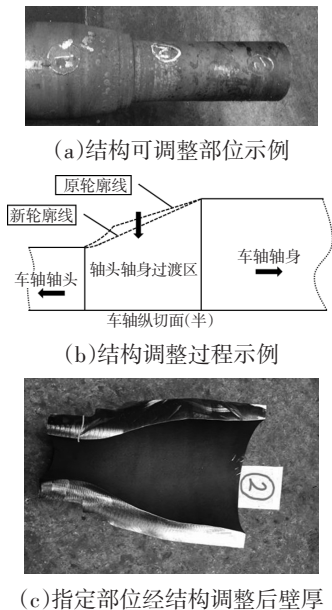 (a)结构可调整部位示例
原轮廓线
新轮廓线
车轴轴头
轴头轴身过渡区
车轴轴身
车轴纵切面(半)
(b)结构调整过程示例
②
(c)指定部位经结构调整后壁厚